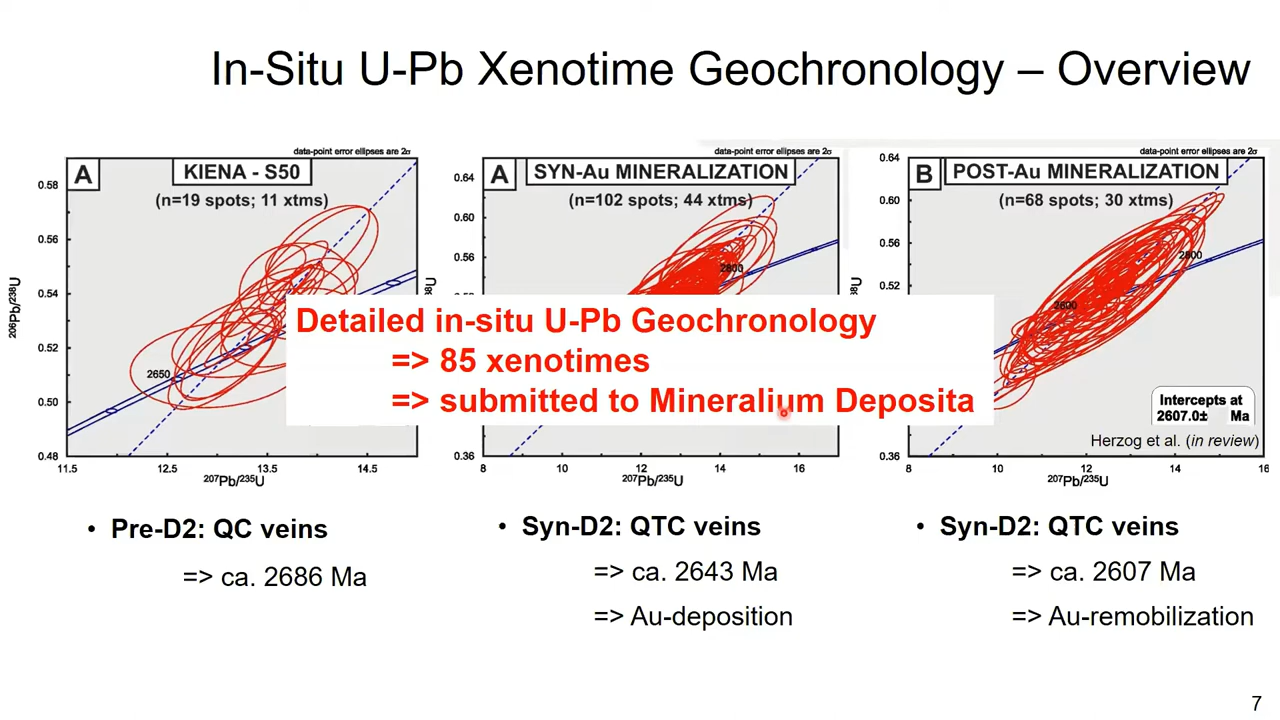 In-Situ U-Pb Xenotime Geochronology – Overview
data-point error ellipses are 2σ
A
KIENA - S50
(n=19 spots; 11 xtms)
0.58
0.56
0.54
0.52
0.50
0.48
2650
206Pb/238U
11.5
12.5
13.5
14.5
207Pb/235U
data-point error ellipses are 2σ
A
SYN-Au MINERALIZATION
(n=102 spots; 44 xtms)
0.64
0.60
0.56
0.52
0.36
2800
38U
8
10
12
14
16
207Pb/235U
data-point error ellipses are 2σ
B
POST-Au MINERALIZATION
(n=68 spots; 30 xtms)
0.64
0.60
0.56
0.52
0.36
2800
2600
38U
Intercepts at
2607.0± Ma
Herzog et al. (in review)
8
10
12
14
16
207Pb/235U
Detailed in-situ U-Pb Geochronology
=> 85 xenotimes
=> submitted to Mineralium Deposita
• Pre-D2: QC veins
=> ca. 2686 Ma
• Syn-D2: QTC veins
=> ca. 2643 Ma
=> Au-deposition
• Syn-D2: QTC veins
=> ca. 2607 Ma
=> Au-remobilization
7